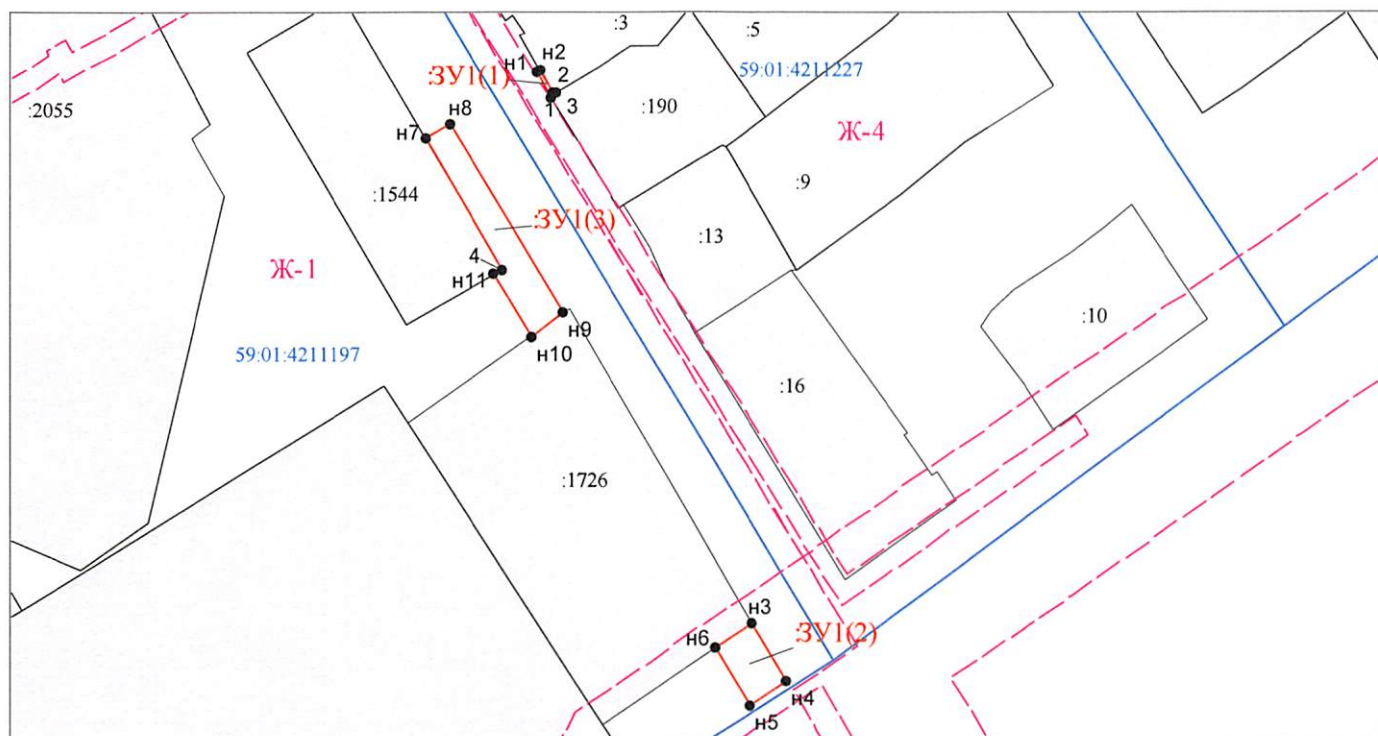 :3
:5
н1
н2
:ЗУ1(1)
2
59:01:4211227
1
3
:2055
н8
:190
н7
Ж-4
:1544
:9
:ЗУ1(3)
:13
4
Ж-1
н11
н9
:10
н10
59:01:4211197
:16
:1726
н3
н6
:ЗУ1(2)
н4
н5